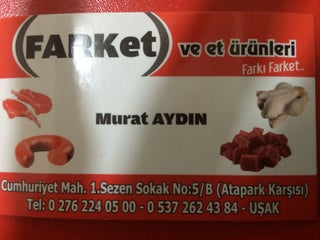 (FARKet) ve et ürünleri
Farkı Farket..
Murat AYDIN
Cumhuriyet Mah. 1.Sezen Sokak No:5/B (Atapark Karşısı)
Tel: 0 276 224 05 00 - 0 537 262 43 84 - UŞAK